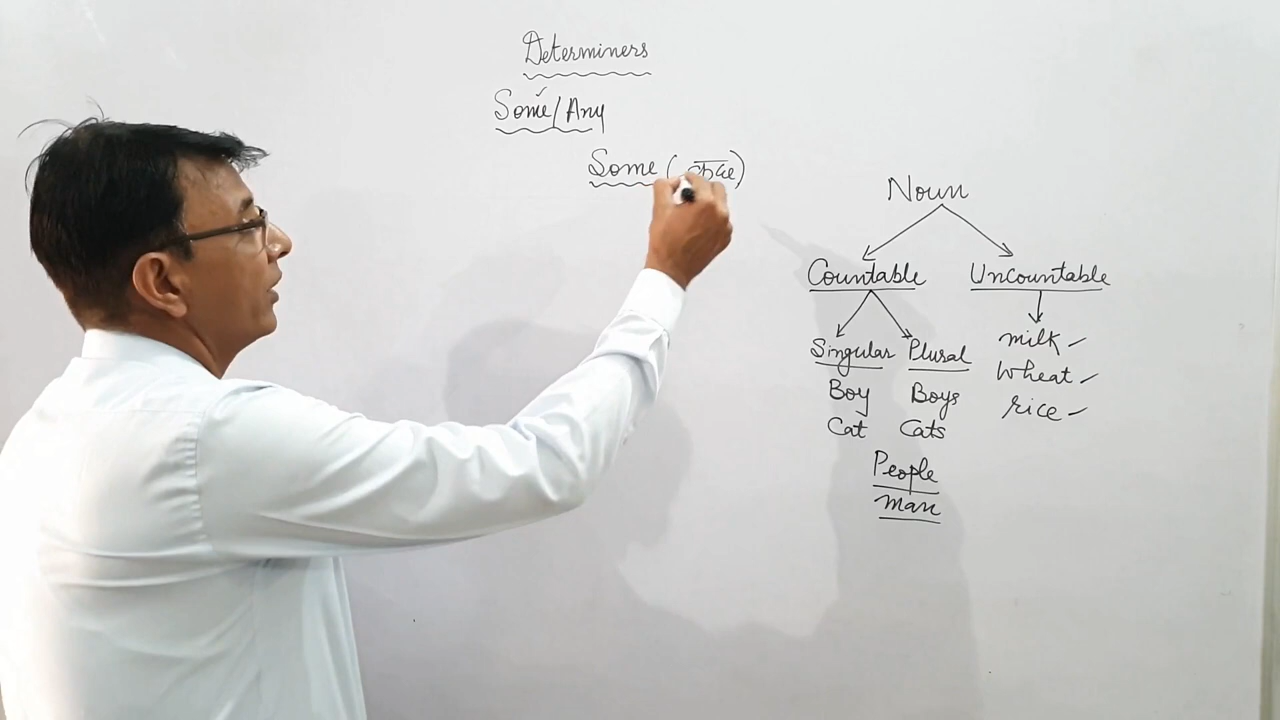 Determiners
Some/Any
Some (
Noun
Countable Uncountable
Singular Plural
Boy Boys
Cat Cats
People
man
milk
wheat
rice